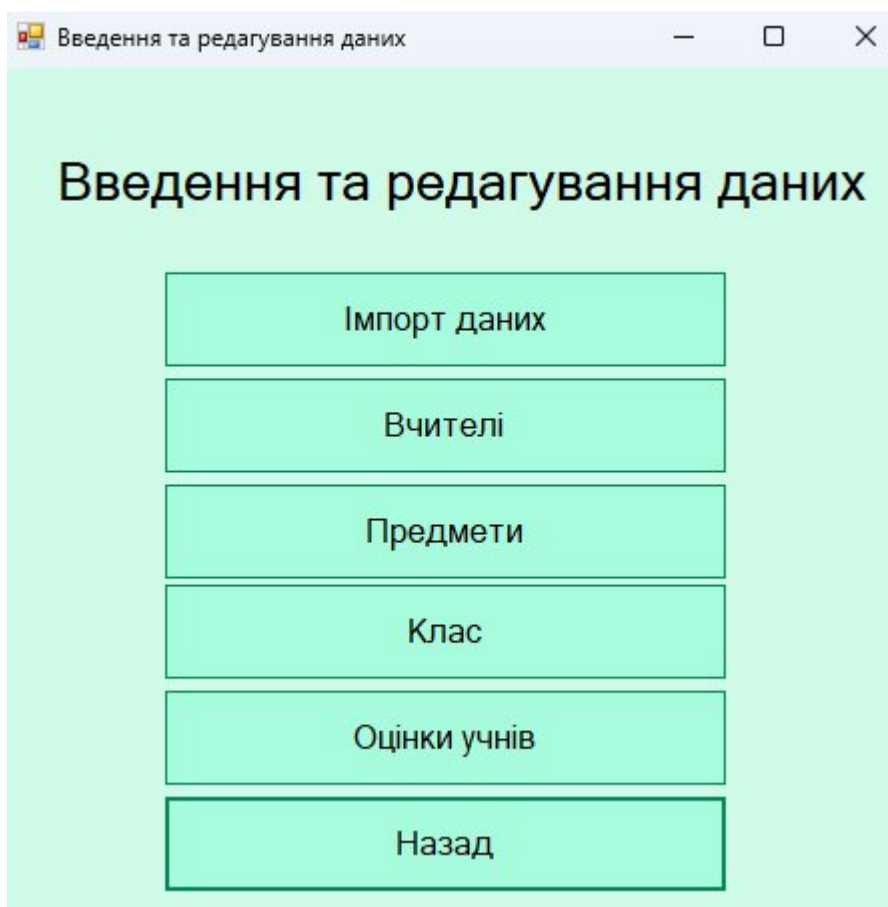 Введення та редагування даних
Введення та редагування даних
Імпорт даних
Вчителі
Предмети
Клас
Оцінки учнів
Назад